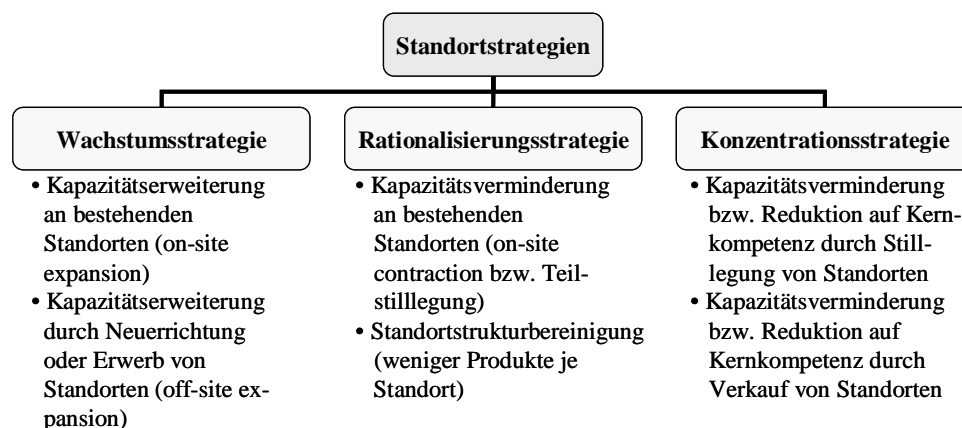 Standortstrategien
Wachstumsstrategie
• Kapazitätserweiterung
an bestehenden
Standorten (on-site
expansion)
• Kapazitätserweiterung
durch Neuerrichtung
oder Erwerb von
Standorten (off-site ex-
pansion)
Rationalisierungsstrategie
• Kapazitätsverminderung
an bestehenden
Standorten (on-site
contraction bzw. Teil-
stilllegung)
• Standortstrukturbereinigung
(weniger Produkte je
Standort)
Konzentrationsstrategie
• Kapazitätsverminderung
bzw. Reduktion auf Kern-
kompetenz durch Still-
legung von Standorten
• Kapazitätsverminderung
bzw. Reduktion auf
Kernkompetenz durch
Verkauf von Standorten